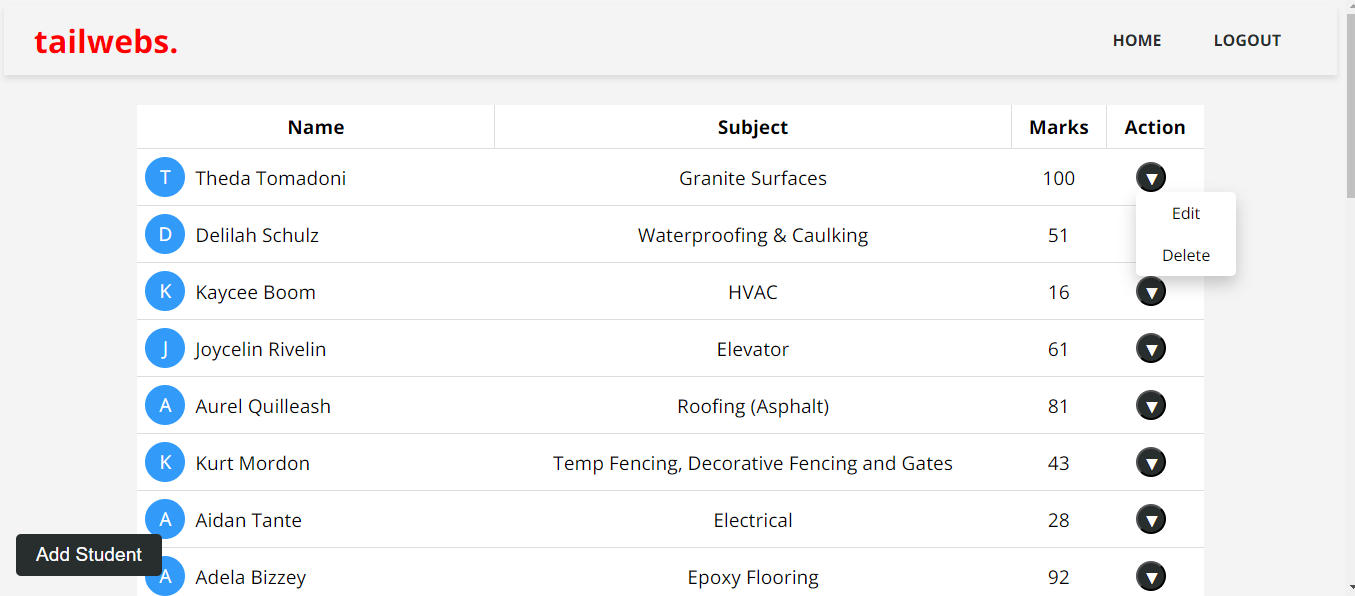 tailwebs.
HOME LOGOUT
Name Subject Marks Action
T Theda Tomadoni Granite Surfaces 100
Edit
D Delilah Schulz Waterproofing & Caulking 51
Delete
K Kaycee Boom HVAC 16
J Joycelin Rivelin Elevator 61
A Aurel Quilleash Roofing (Asphalt) 81
K Kurt Mordon Temp Fencing, Decorative Fencing and Gates 43
A Aidan Tante Electrical 28
Add Student
A Adela Bizzey Epoxy Flooring 92